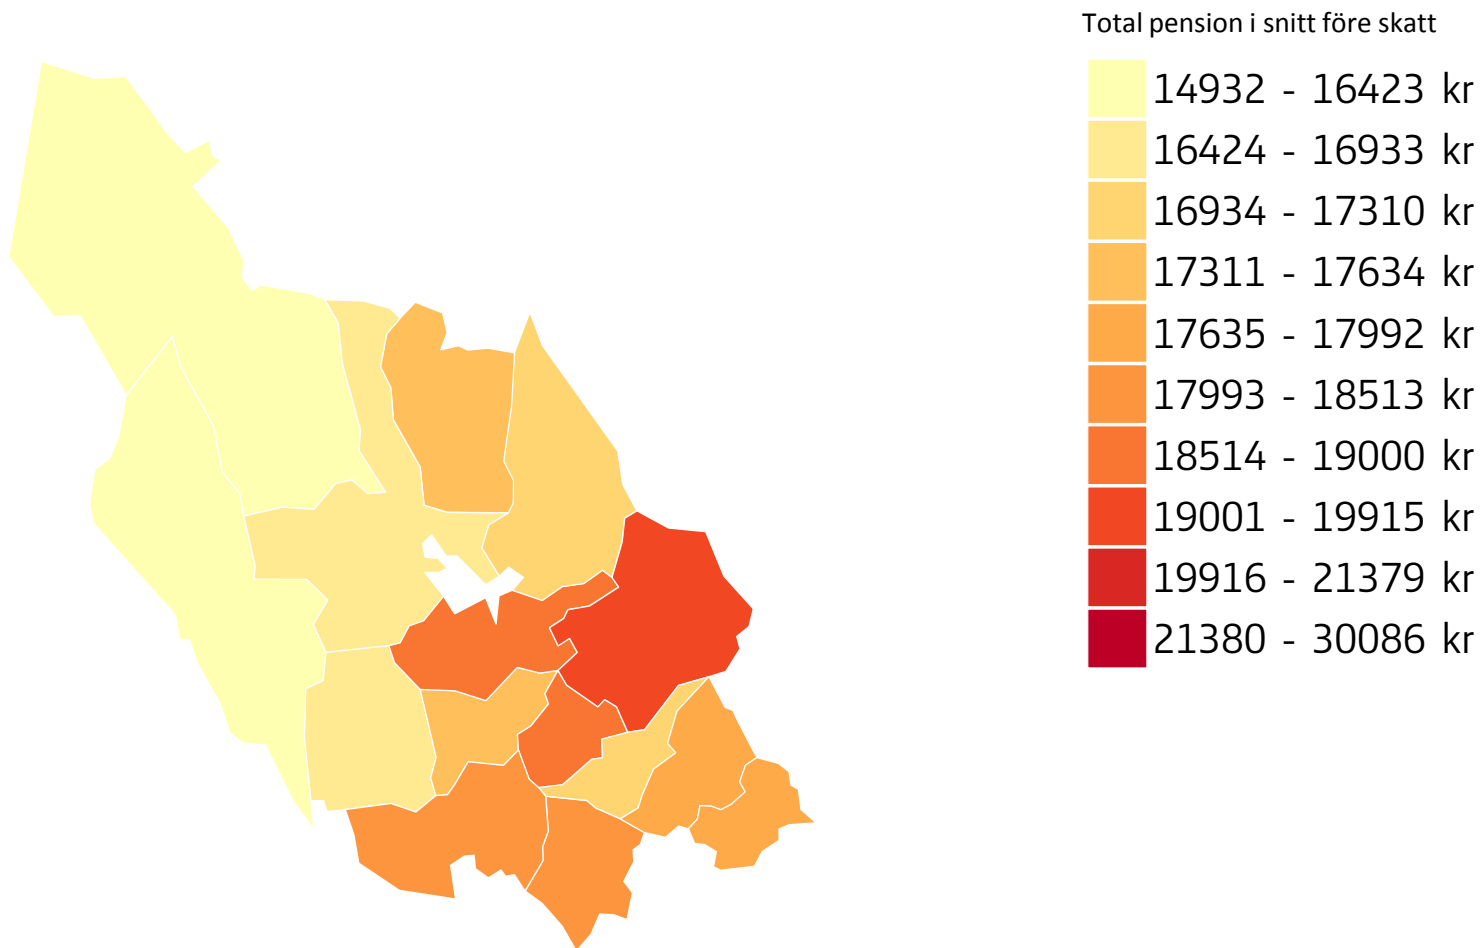 Total pension i snitt före skatt
14932 - 16423 kr
16424 - 16933 kr
16934 - 17310 kr
17311 - 17634 kr
17635 - 17992 kr
17993 - 18513 kr
18514 - 19000 kr
19001 - 19915 kr
19916 - 21379 kr
21380 - 30086 kr